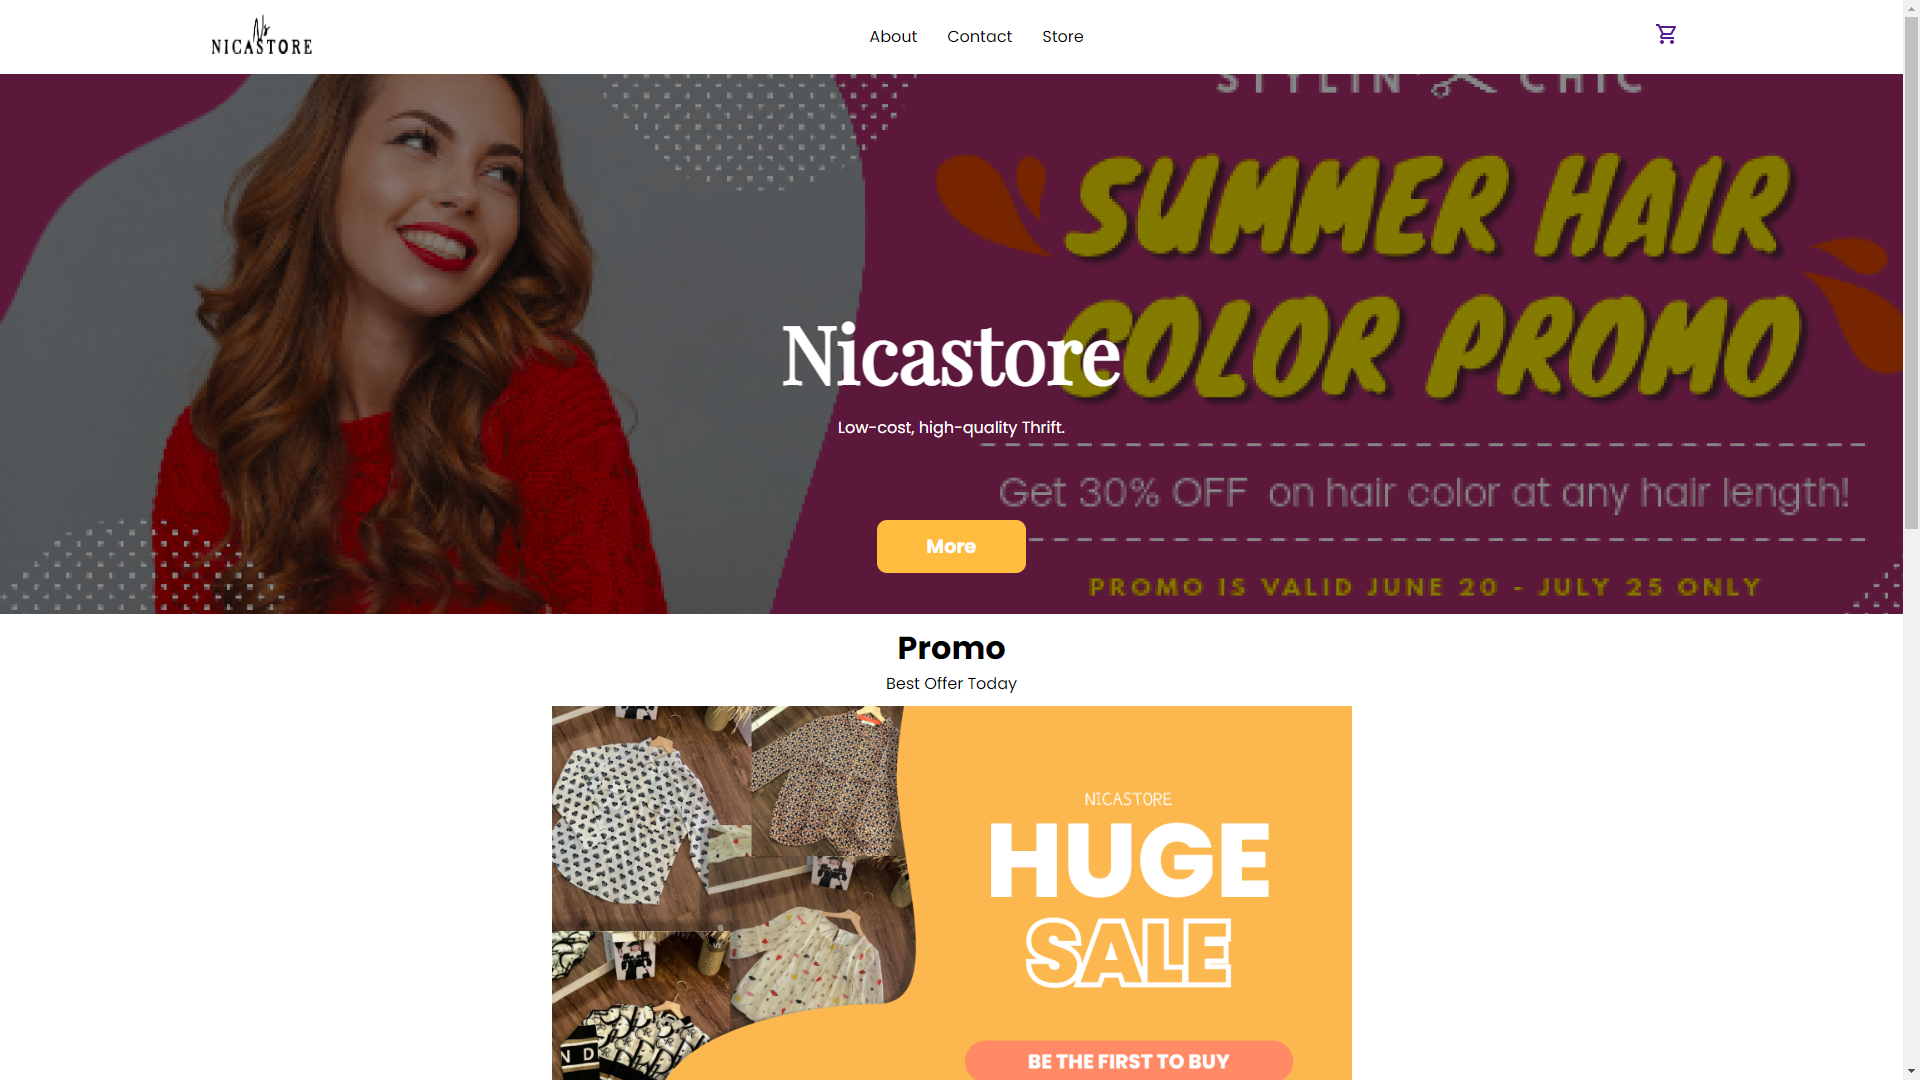 Ns
NICASTORE
About
Contact
Store
STYLIN CHIC
SUMMER HAIR
COLOR PROMO
Nicastore
Low-cost, high-quality Thrift.
Get 30% OFF on hair color at any hair length!
More
PROMO IS VALID JUNE 20 - JULY 25 ONLY
Promo
Best Offer Today
NICASTORE
HUGE
SALE
BE THE FIRST TO BUY